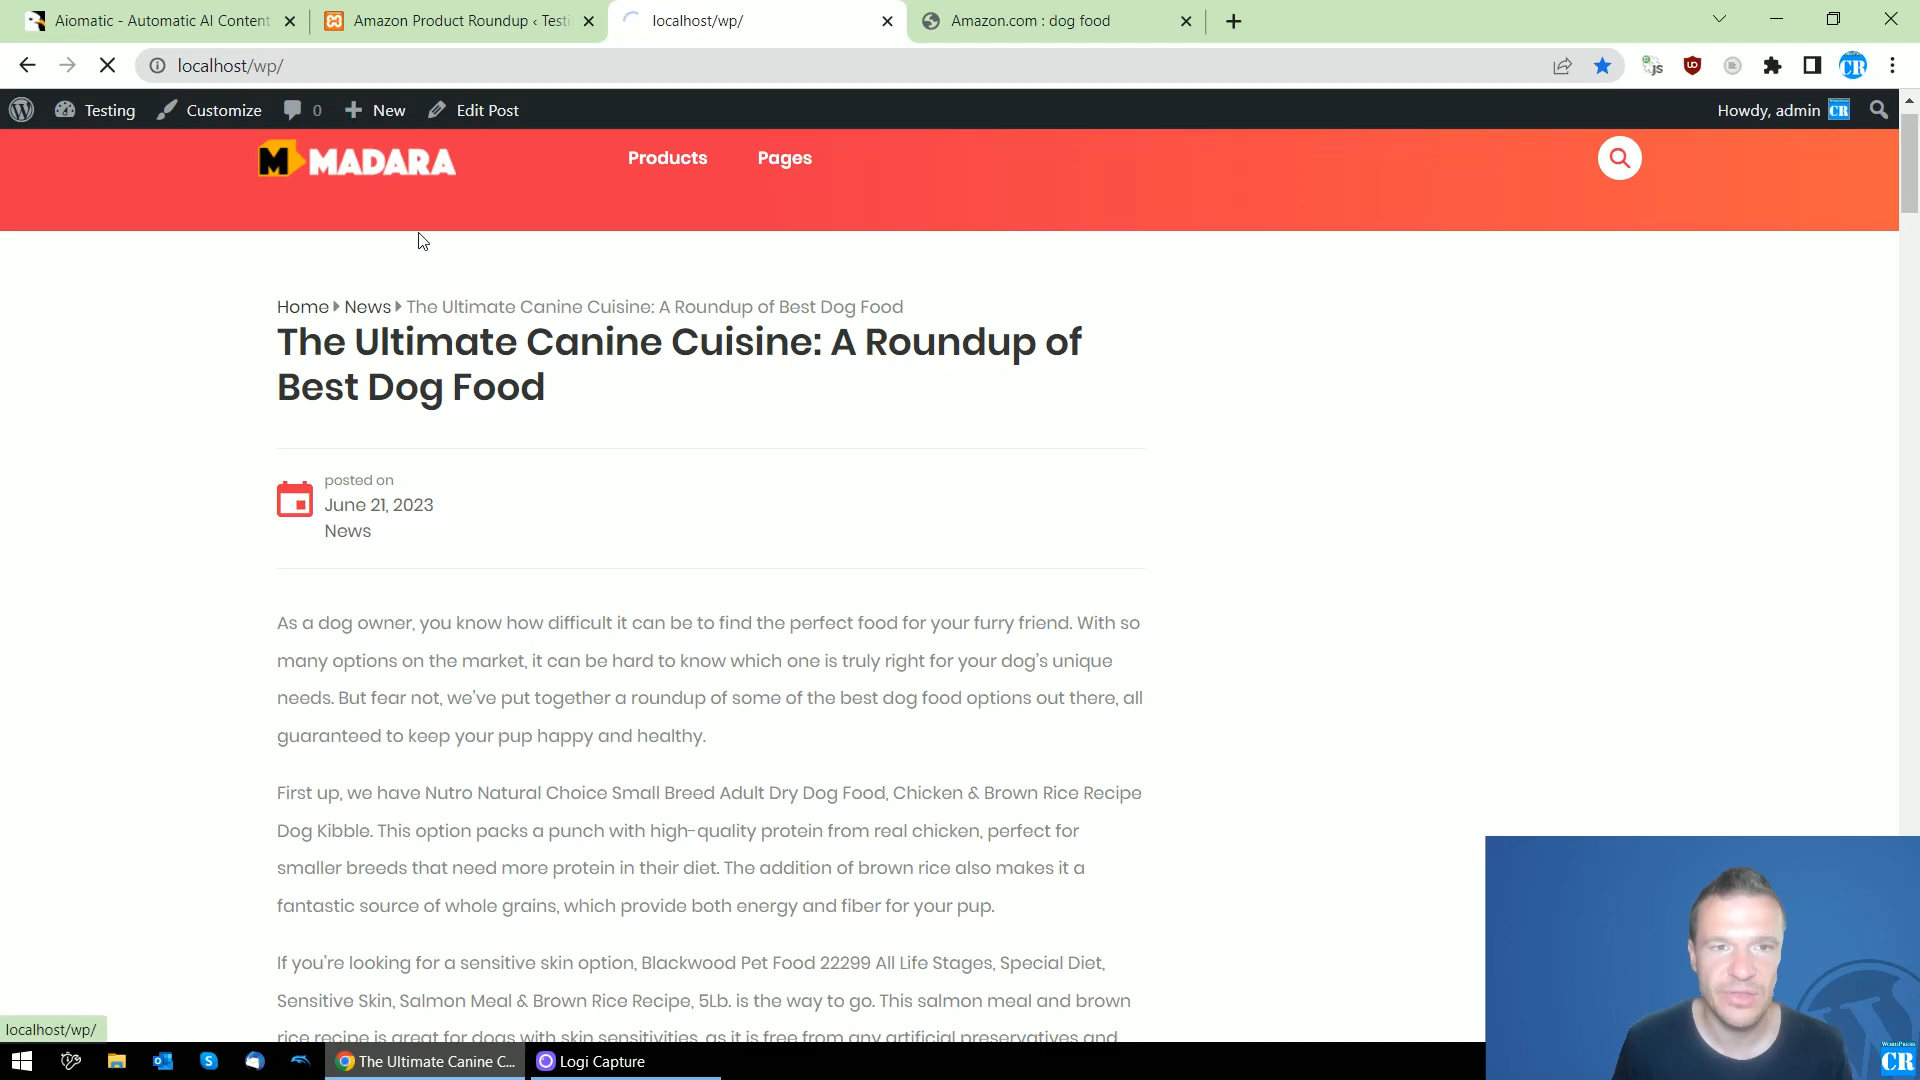 Aiomatic - Automatic AI Content
Amazon Product Roundup ‹ Testi
localhost/wp/
Amazon.com : dog food
localhost/wp/
Testing
Customize
0
New
Edit Post
Howdy, admin
CR
M MADARA
Products
Pages
Home
News
The Ultimate Canine Cuisine: A Roundup of Best Dog Food
The Ultimate Canine Cuisine: A Roundup of
Best Dog Food
posted on
June 21, 2023
News
As a dog owner, you know how difficult it can be to find the perfect food for your furry friend. With so
many options on the market, it can be hard to know which one is truly right for your dog's unique
needs. But fear not, we've put together a roundup of some of the best dog food options out there, all
guaranteed to keep your pup happy and healthy.
First up, we have Nutro Natural Choice Small Breed Adult Dry Dog Food, Chicken & Brown Rice Recipe
Dog Kibble. This option packs a punch with high-quality protein from real chicken, perfect for
smaller breeds that need more protein in their diet. The addition of brown rice also makes it a
fantastic source of whole grains, which provide both energy and fiber for your pup.
If you're looking for a sensitive skin option, Blackwood Pet Food 22299 All Life Stages, Special Diet,
Sensitive Skin, Salmon Meal & Brown Rice Recipe, 5Lb. is the way to go. This salmon meal and brown
rice recipe is great for dogs with skin sensitivities, as it is free from any artificial preservatives and
localhost/wp/
The Ultimate Canine C...
Logi Capture
WORDPRESS
CR